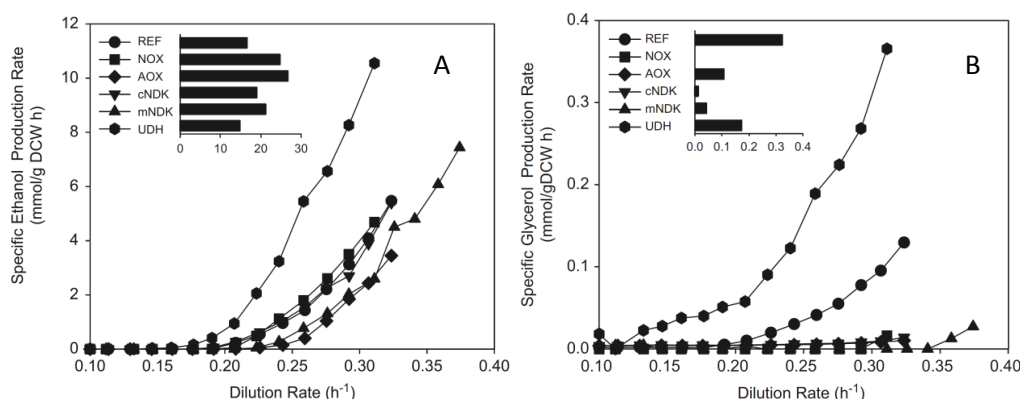 Specific Ethanol Production Rate
(mmol/g DCW h)
12
10
8
6
4
2
0
REF
NOX
AOX
cNDK
mNDK
UDH
0 10 20 30
A
0.10 0.15 0.20 0.25 0.30 0.35 0.40
Dilution Rate (h-1)
Specific Glycerol Production Rate
(mmol/gDCW h)
0.4
0.3
0.2
0.1
0.0
REF
NOX
AOX
cNDK
mNDK
UDH
0.0 0.1 0.2 0.3 0.4
B
0.10 0.15 0.20 0.25 0.30 0.35 0.40
Dilution Rate (h-1)